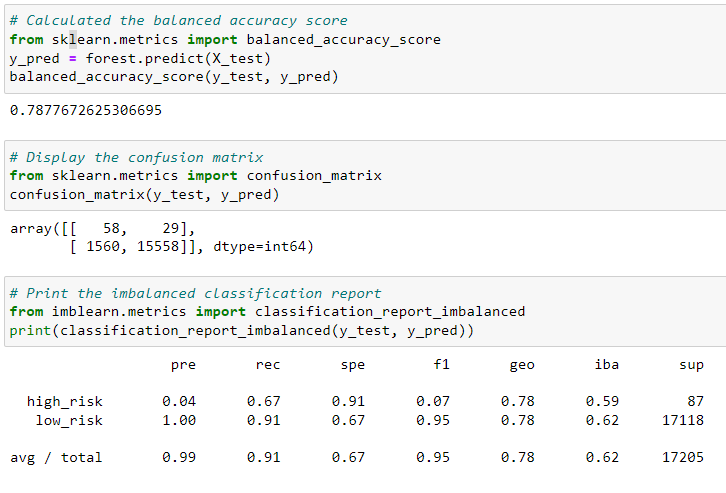 # Calculated the balanced accuracy score
from sklearn.metrics import balanced_accuracy_score
y_pred = forest.predict(X_test)
balanced_accuracy_score(y_test, y_pred)
0.7877672625306695
# Display the confusion matrix
from sklearn.metrics import confusion_matrix
confusion_matrix(y_test, y_pred)
array([[   58,    29],
       [ 1560, 15558]], dtype=int64)
# Print the imbalanced classification report
from imblearn.metrics import classification_report_imbalanced
print(classification_report_imbalanced(y_test, y_pred))
                   pre       rec       spe        f1       geo       iba       sup
  high_risk       0.04      0.67      0.91      0.07      0.78      0.59        87
   low_risk       1.00      0.91      0.67      0.95      0.78      0.62     17118
avg / total       0.99      0.91      0.67      0.95      0.78      0.62     17205